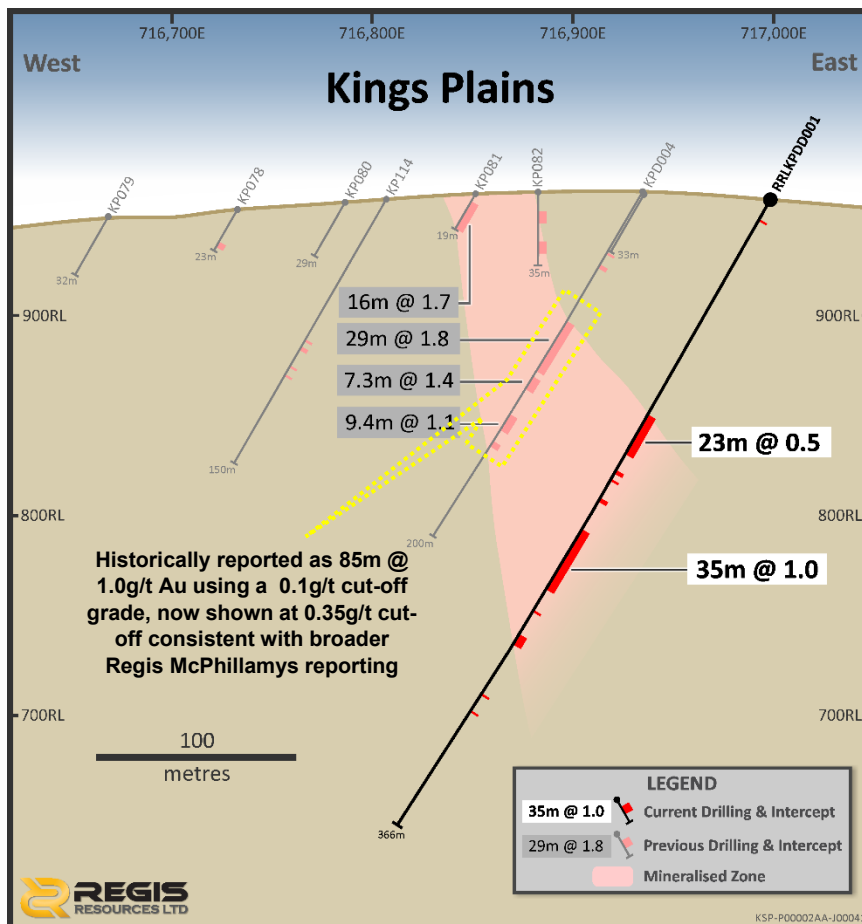 716,700E 716,800E 716,900E 717,000E
West East
Kings Plains
KP079
KP078
KP080
KP114
KP081
KP082
KPD004
RRLKPDD001
32m
23m
29m
19m
35m
33m
16m @ 1.7
900RL 900RL
29m @ 1.8
7.3m @ 1.4
9.4m @ 1.1
23m @ 0.5
150m
800RL 800RL
200m
Historically reported as 85m @
1.0g/t Au using a 0.1g/t cut-off
grade, now shown at 0.35g/t cut-
off consistent with broader
Regis McPhillamys reporting
35m @ 1.0
700RL 700RL
100
metres
366m
LEGEND
35m @ 1.0 Current Drilling & Intercept
29m @ 1.8 Previous Drilling & Intercept
Mineralised Zone
REGIS
RESOURCES LTD